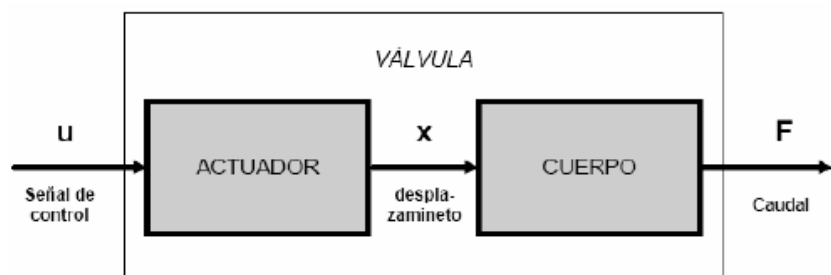 VÁLVULA
u
Señal de
control
ACTUADOR
x
despla-
zamineto
CUERPO
F
Caudal